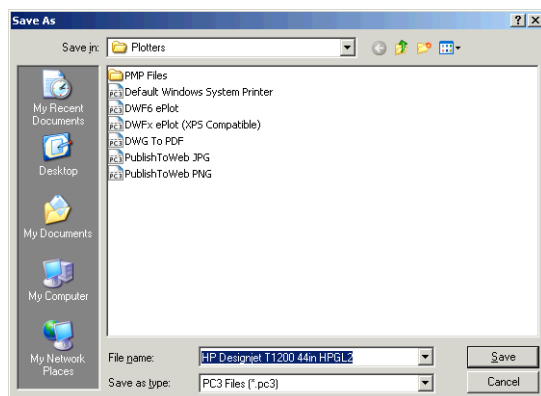 Save As
Save in:
Plotters
My Recent Documents
Desktop
My Documents
My Computer
My Network Places
PMP Files
Default Windows System Printer
DWF6 ePlot
DWFx ePlot (XPS Compatible)
DWG To PDF
PublishToWeb JPG
PublishToWeb PNG
File name:
HP Designjet T1200 44in HPGL2
Save
Save as type:
PC3 Files (*.pc3)
Cancel